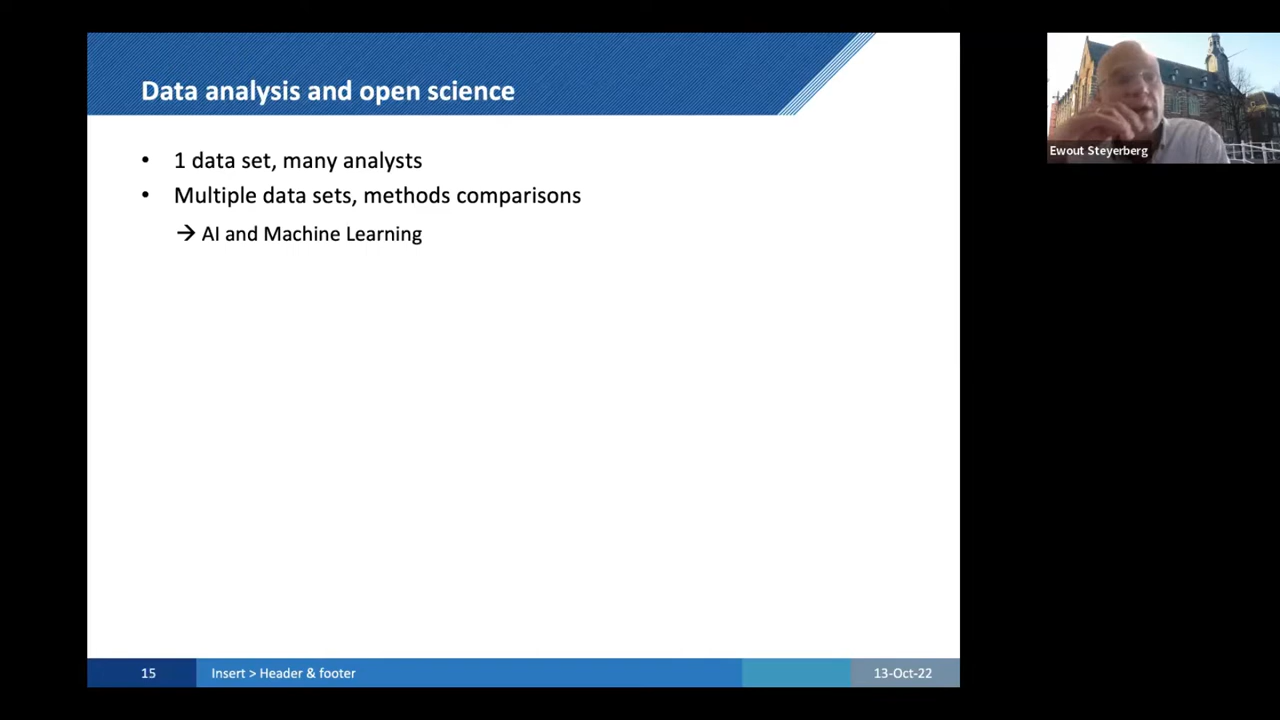 Data analysis and open science
• 1 data set, many analysts
• Multiple data sets, methods comparisons
→ AI and Machine Learning
Ewout Steyerberg
15 Insert > Header & footer 13-Oct-22